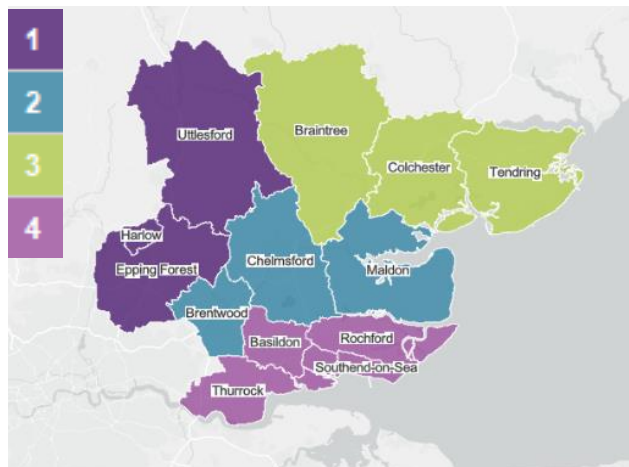 1
2
3
4
Uttlesford
Braintree
Colchester
Tendring
Harlow
Epping Forest
Chelmsford
Maldon
Brentwood
Basildon
Rochford
Southend-on-Sea
Thurrock